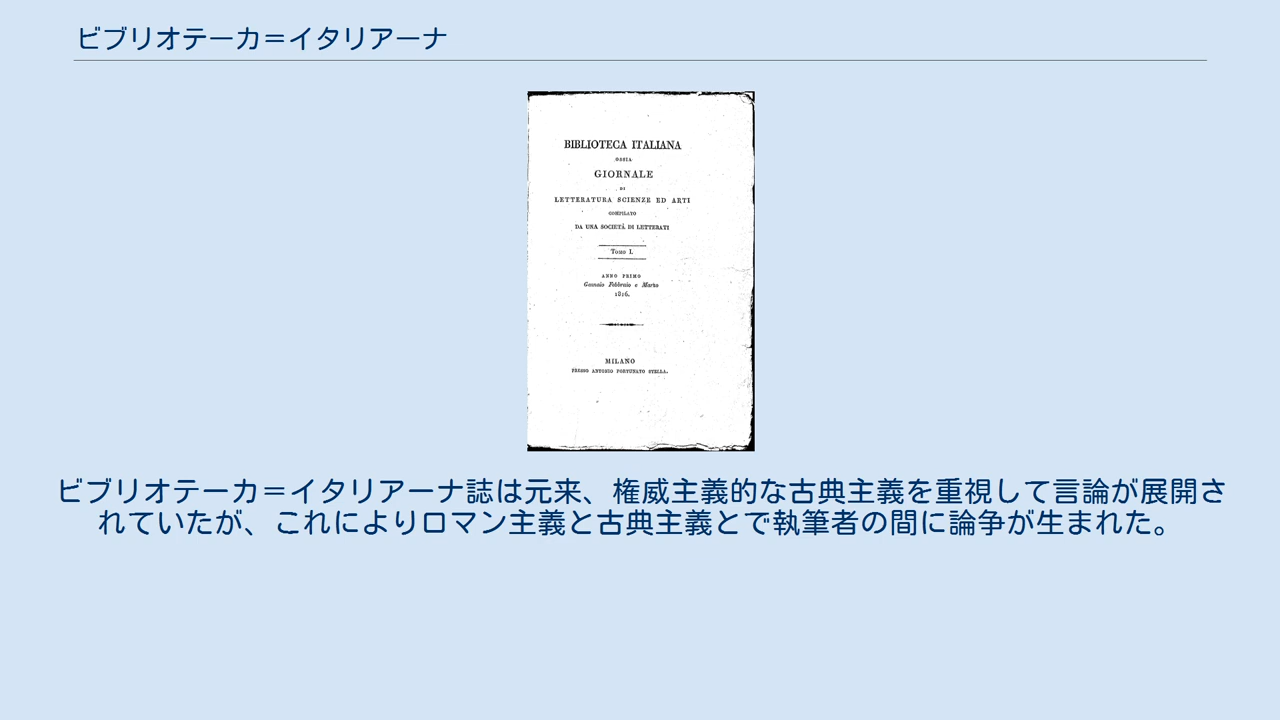 ビブリオテーカ＝イタリアーナ
BIBLIOTECA ITALIANA
OSSIA
GIORNALE
DI
LETTERATURA SCIENZE ED ARTI
COMPILATO
DA UNA SOCIETÀ DI LETTERATI
Tomo I.
ANNO PRIMO
Gennaio Febbraio e Marzo
1816.
MILANO
PRESSO ANTONIO FORTUNATO STELLA.
ビブリオテーカ＝イタリアーナ誌は元来、権威主義的な古典主義を重視して言論が展開さ
れていたが、これによりロマン主義と古典主義とで執筆者の間に論争が生まれた。